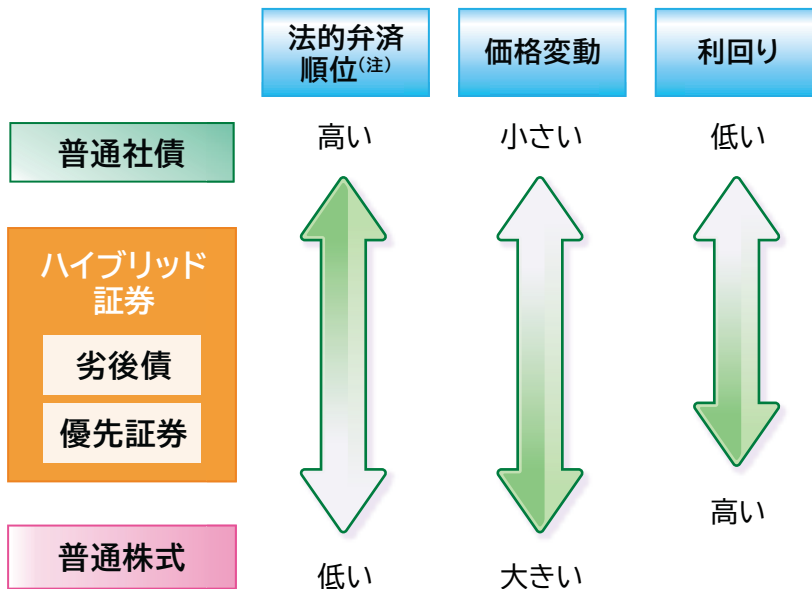 法的弁済
順位(注)
価格変動
利回り
高い
小さい
低い
普通社債
ハイブリッド
証券
劣後債
優先証券
高い
普通株式
低い
大きい